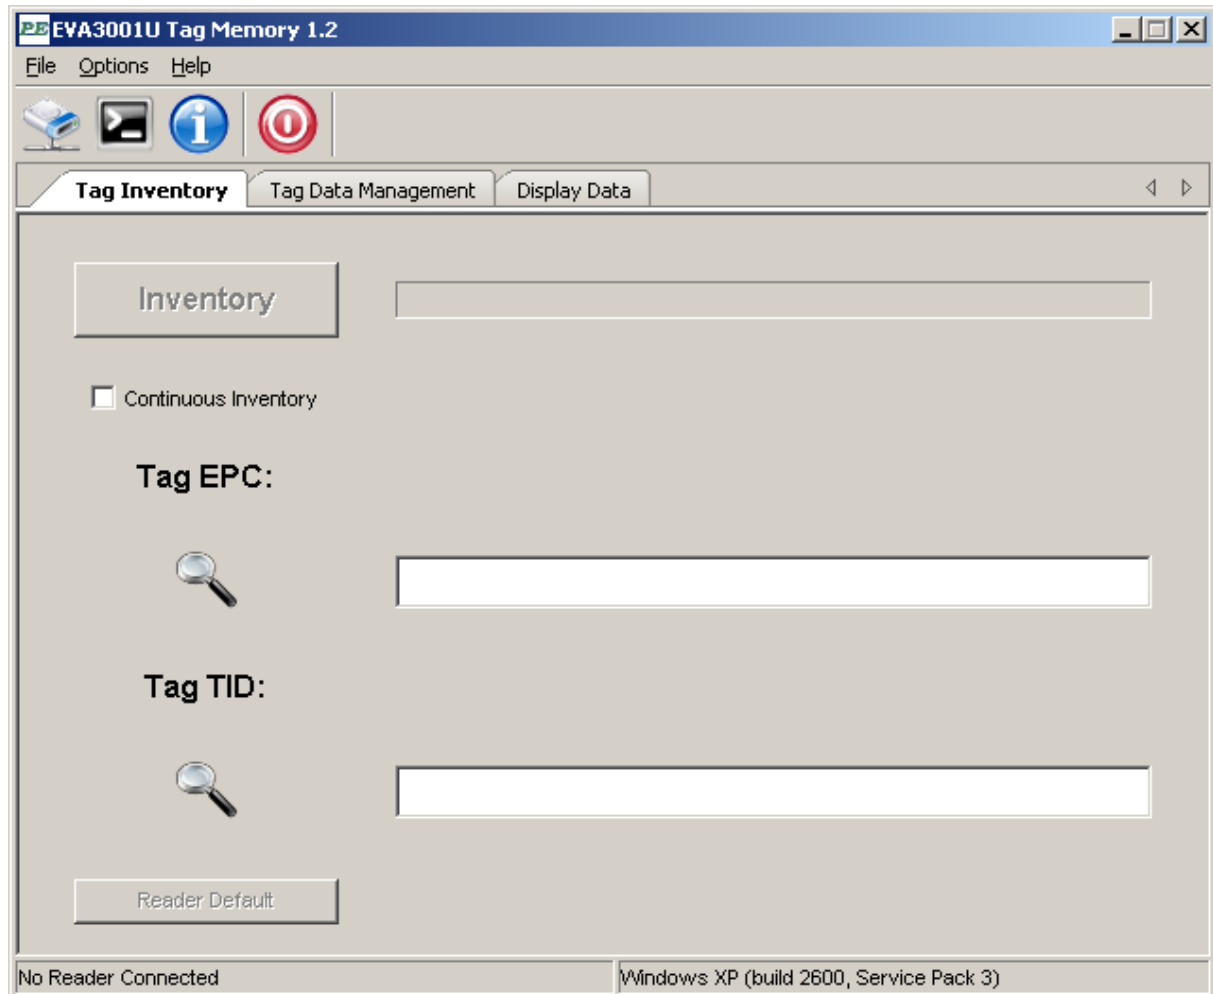 PE EVA3001U Tag Memory 1.2
File Options Help
Tag Inventory Tag Data Management Display Data
Inventory
Continuous Inventory
Tag EPC:
Tag TID:
Reader Default
No Reader Connected Windows XP (build 2600, Service Pack 3)